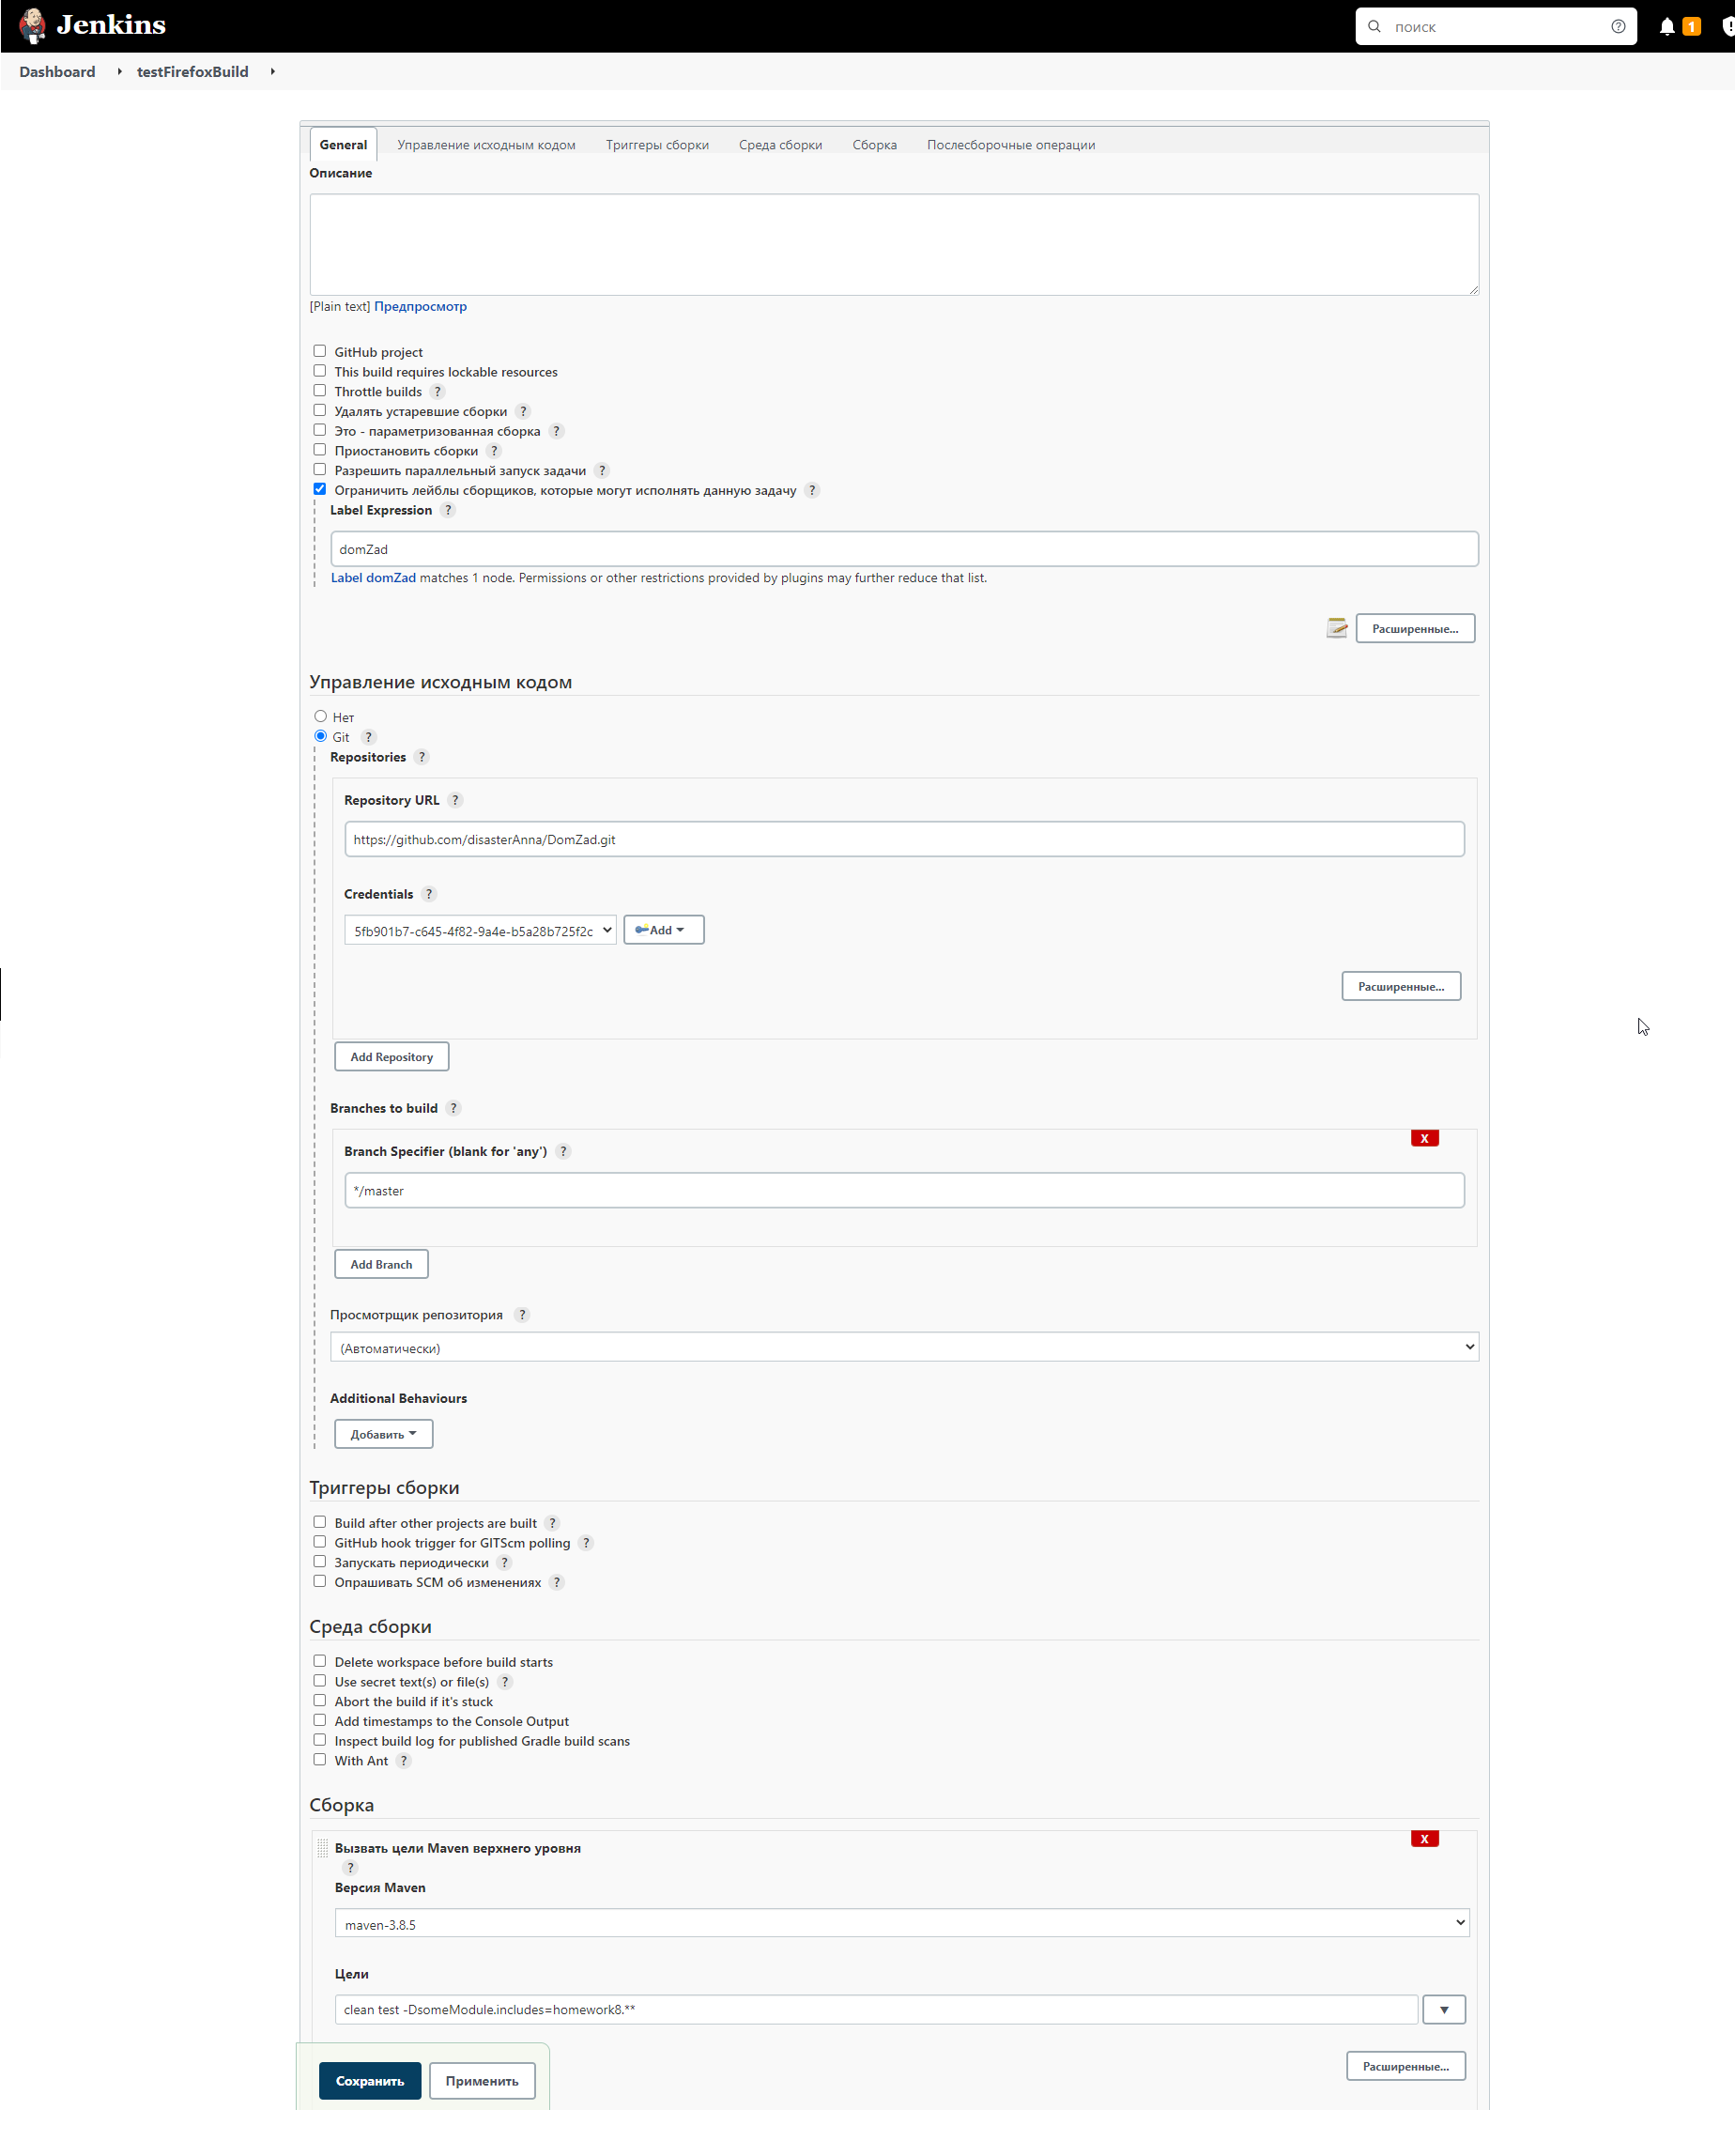 Jenkins
поиск
1
Dashboard
testFirefoxBuild
General
Управление исходным кодом
Триггеры сборки
Среда сборки
Сборка
Послесборочные операции
Описание
[Plain text] Предпросмотр
GitHub project
This build requires lockable resources
Throttle builds ?
Удалять устаревшие сборки ?
Это - параметризованная сборка ?
Приостановить сборки ?
Разрешить параллельный запуск задачи ?
Ограничить лейблы сборщиков, которые могут исполнять данную задачу ?
Label Expression ?
domZad
Label domZad matches 1 node. Permissions or other restrictions provided by plugins may further reduce that list.
Расширенные...
Управление исходным кодом
Нет
Git ?
Repositories ?
Repository URL ?
https://github.com/disasterAnna/DomZad.git
Credentials ?
5fb901b7-c645-4f82-9a4e-b5a28b725f2c
Add
Расширенные...
Add Repository
Branches to build ?
X
Branch Specifier (blank for 'any') ?
*/master
Add Branch
Просмотрщик репозитория ?
(Автоматически)
Additional Behaviours
Добавить
Триггеры сборки
Build after other projects are built ?
GitHub hook trigger for GITScm polling ?
Запускать периодически ?
Опрашивать SCM об изменениях ?
Среда сборки
Delete workspace before build starts
Use secret text(s) or file(s) ?
Abort the build if it's stuck
Add timestamps to the Console Output
Inspect build log for published Gradle build scans
With Ant ?
Сборка
X
Вызвать цели Maven верхнего уровня
?
Версия Maven
maven-3.8.5
Цели
clean test -DsomeModule.includes=homework8.**
Расширенные...
Сохранить
Применить